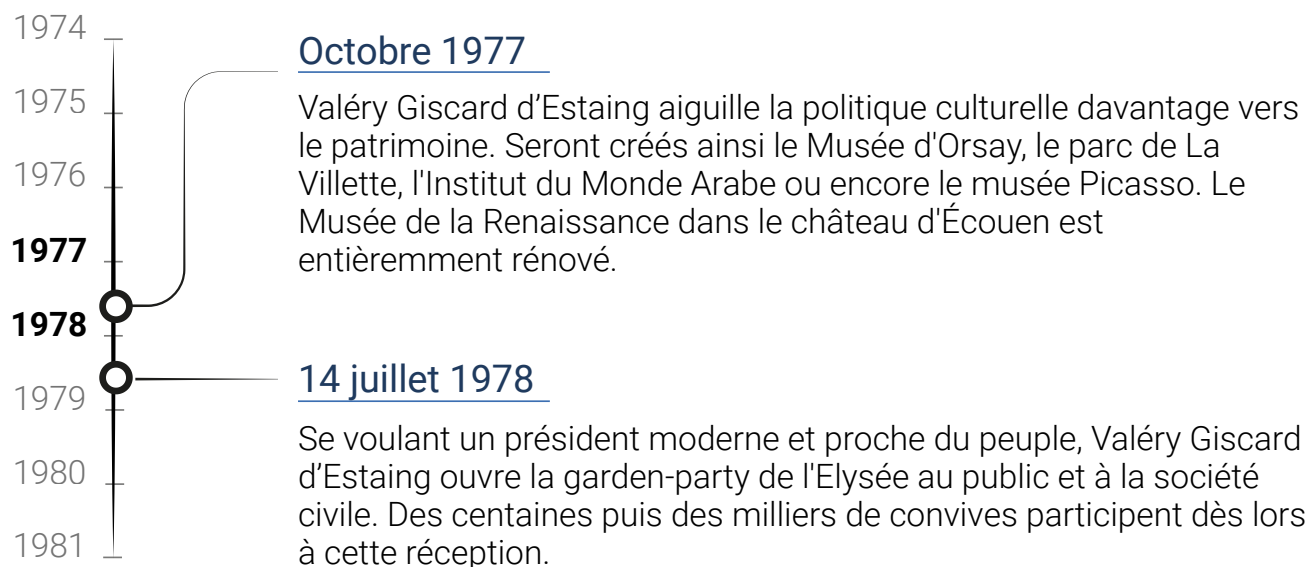 1974
1975
1976
1977
1978
1979
1980
1981
Octobre 1977
Valéry Giscard d’Estaing aiguille la politique culturelle davantage vers
le patrimoine. Seront créés ainsi le Musée d'Orsay, le parc de La
Villette, l'Institut du Monde Arabe ou encore le musée Picasso. Le
Musée de la Renaissance dans le château d'Écouen est
entièremment rénové.
14 juillet 1978
Se voulant un président moderne et proche du peuple, Valéry Giscard
d’Estaing ouvre la garden-party de l'Elysée au public et à la société
civile. Des centaines puis des milliers de convives participent dès lors
à cette réception.